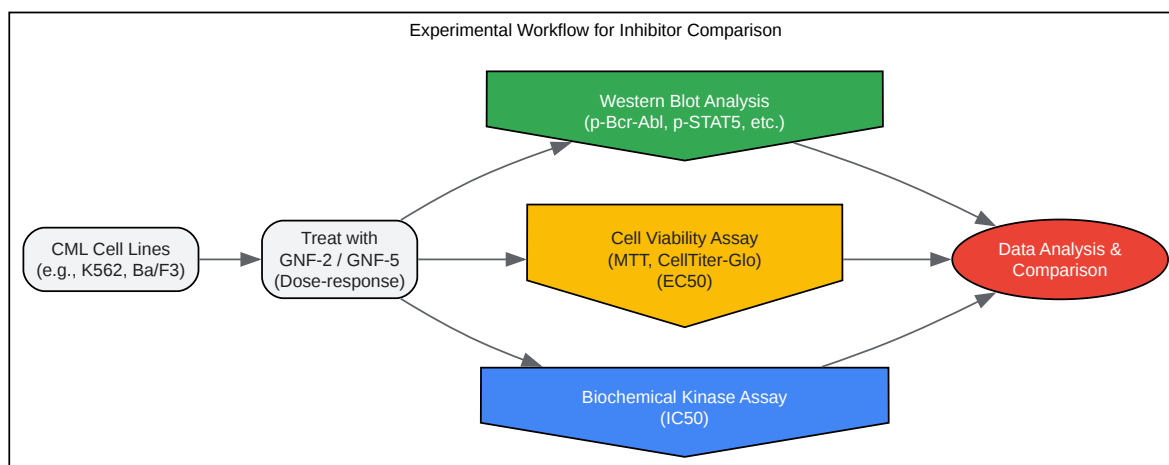 Experimental Workflow for Inhibitor Comparison
Western Blot Analysis
(p-Bcr-Abl, p-STAT5, etc.)
CML Cell Lines
(e.g., K562, Ba/F3)
Treat with
GNF-2 / GNF-5
(Dose-response)
Cell Viability Assay
(MTT, CellTiter-Glo)
(EC50)
Data Analysis &
Comparison
Biochemical Kinase Assay
(IC50)